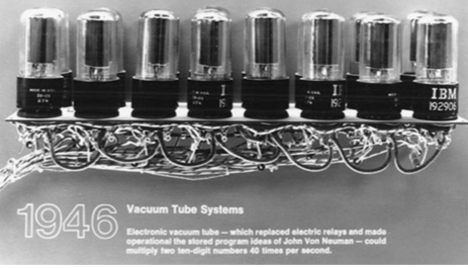 IBM
192906
1946
Vacuum Tube Systems
Electronic vacuum tube — which replaced electric relays and made
operational the stored program ideas of John Von Neuman — could
multiply two ten-digit numbers 40 times per second.